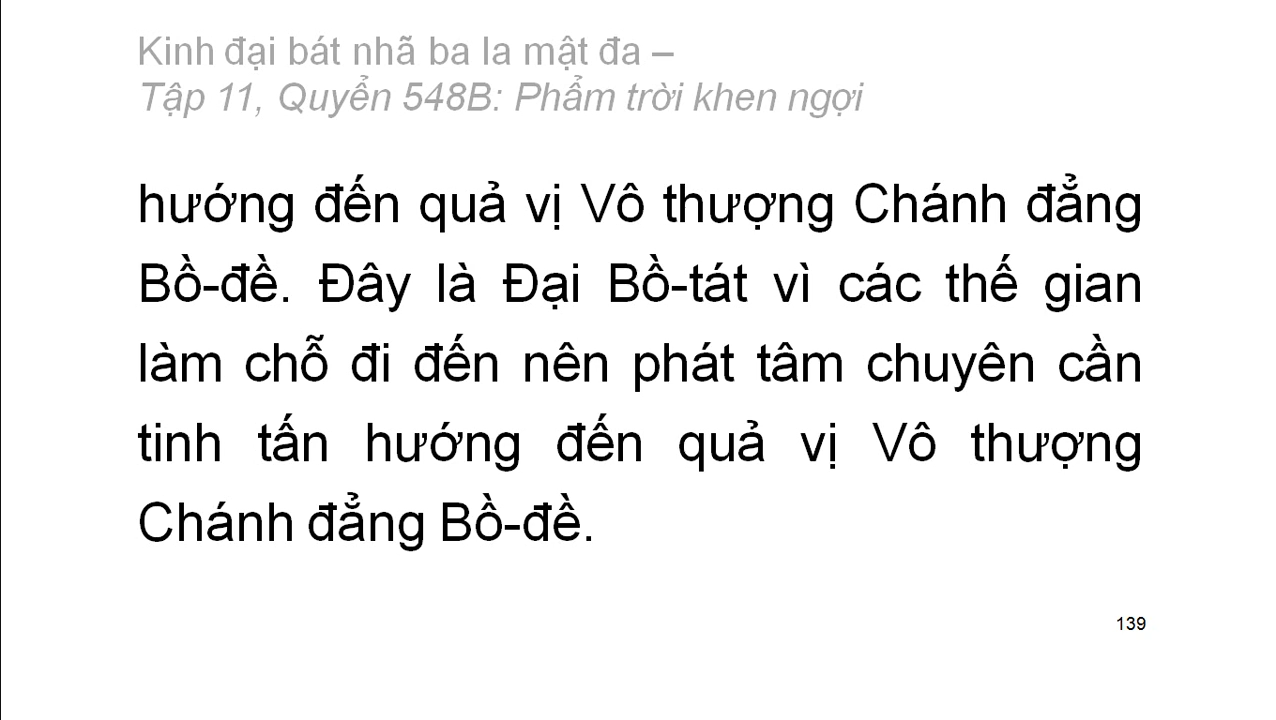 Kinh đại bát nhã ba la mật đa –
Tập 11, Quyển 548B: Phẩm trời khen ngợi
hướng đến quả vị Vô thượng Chánh đẳng
Bồ-đề. Đây là Đại Bồ-tát vì các thế gian
làm chỗ đi đến nên phát tâm chuyên cần
tinh tấn hướng đến quả vị Vô thượng
Chánh đẳng Bồ-đề.
139